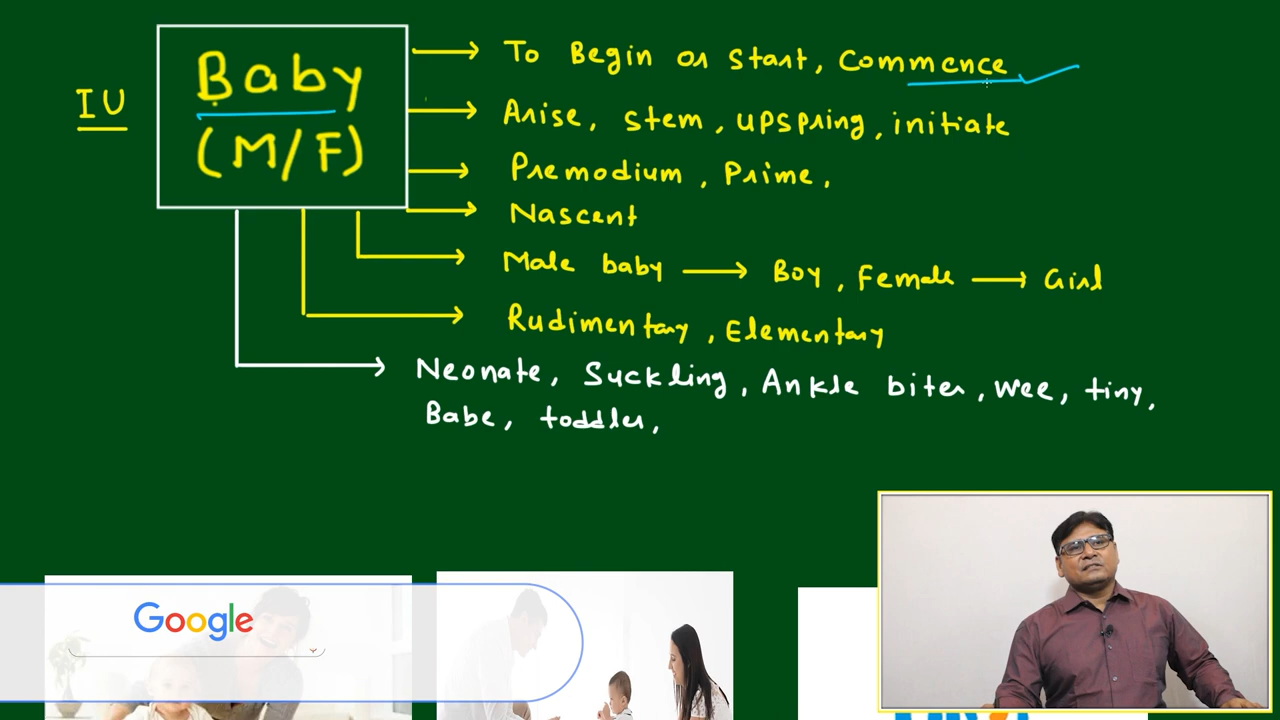 IU
Baby
(M/F)
To Begin or start, Commence
Arise, stem, upspring, initiate
Premodium, Prime,
Nascent
Male baby → Boy, Female → Girl
Rudimentary, Elementary
Neonate, Suckling, Ankle biter, wee, tiny,
Babe, toddler,
Google